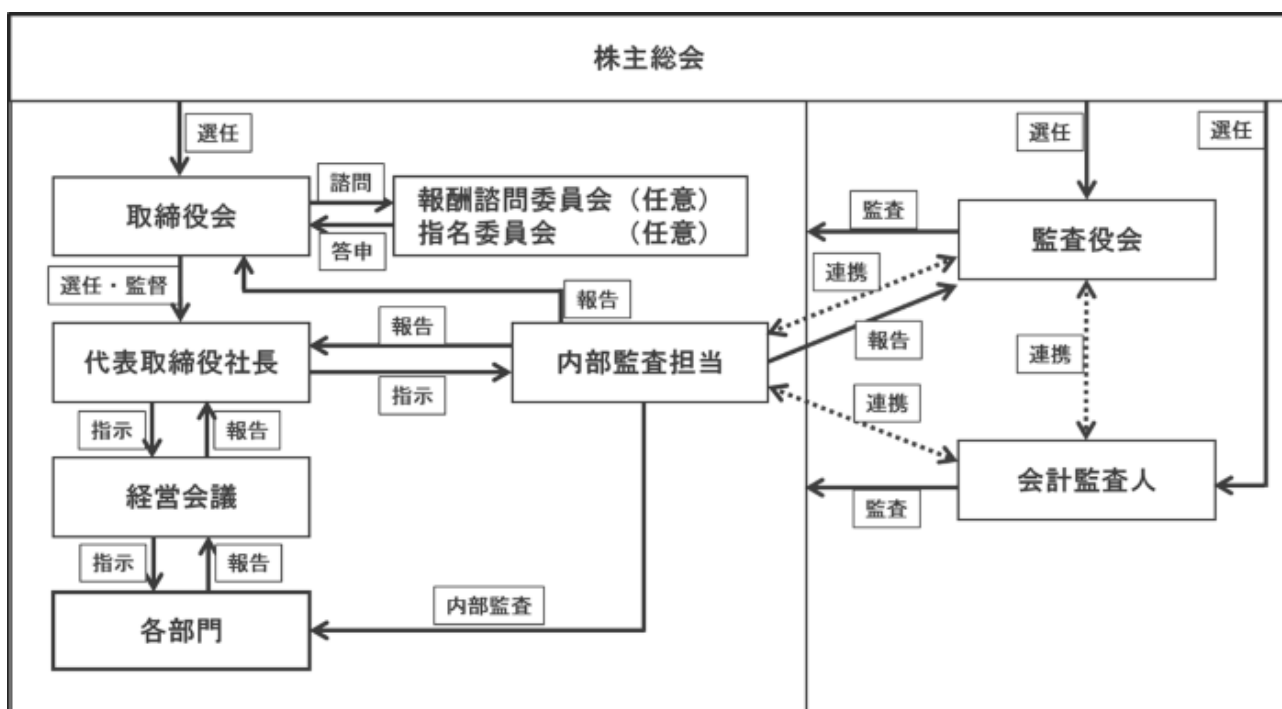 株主総会
選任
選任
選任
諮問
取締役会
報酬諮問委員会（任意）
指名委員会　　（任意）
答申
監査
監査役会
選任・監督
連携
報告
報告
代表取締役社長
内部監査担当
報告
連携
指示
連携
指示
報告
経営会議
会計監査人
監査
指示
報告
内部監査
各部門